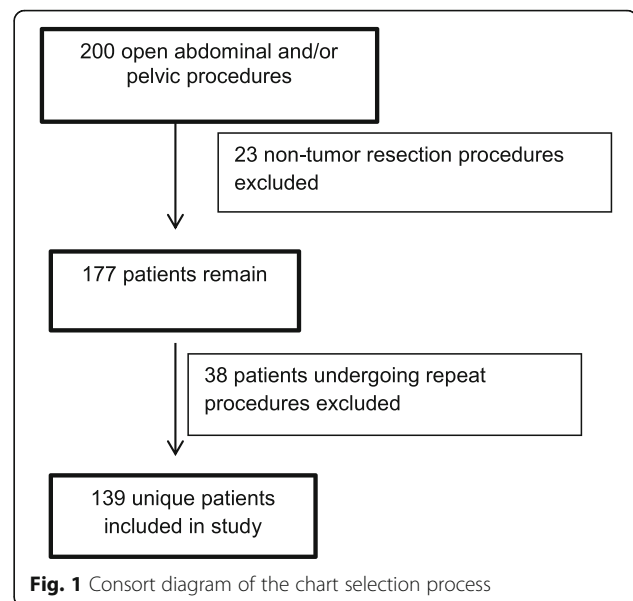 200 open abdominal and/or
pelvic procedures
23 non-tumor resection procedures
excluded
177 patients remain
38 patients undergoing repeat
procedures excluded
139 unique patients
included in study
Fig. 1 Consort diagram of the chart selection process